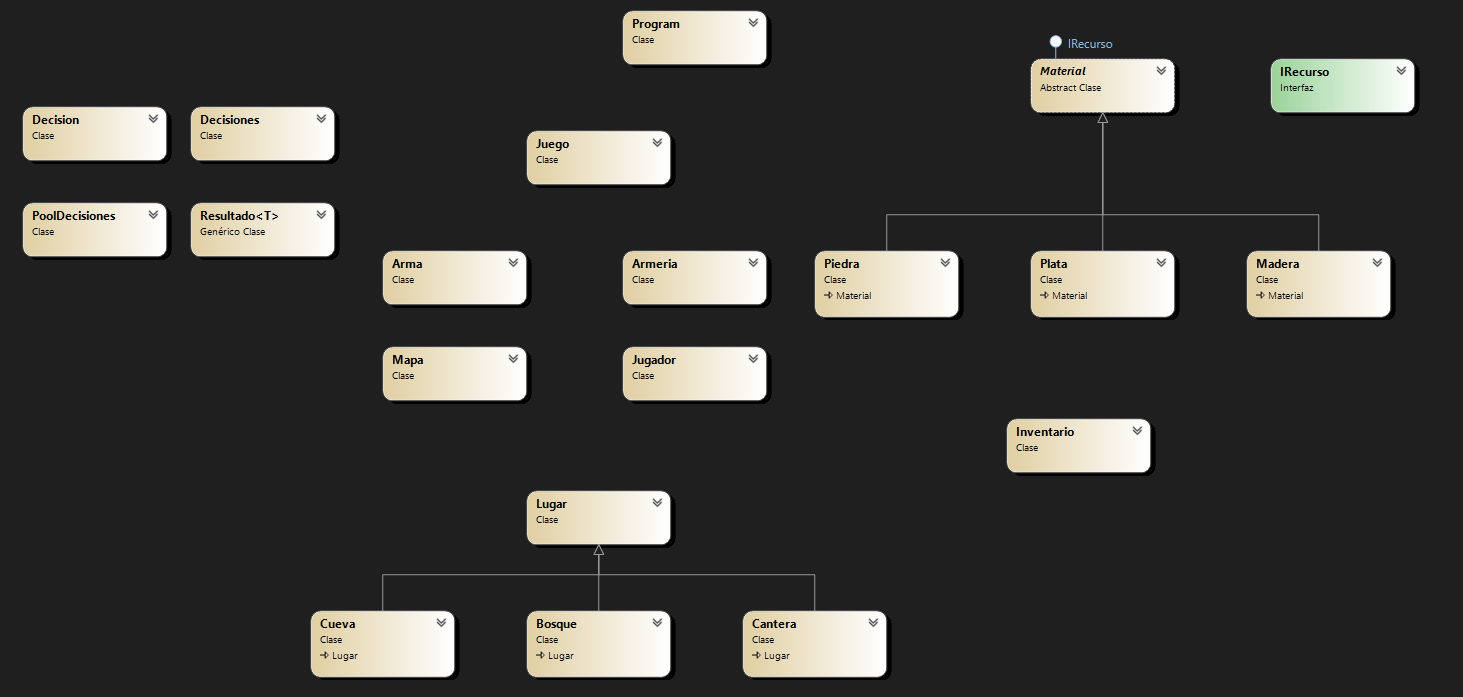 Program
Clase
IRecurso
Material
Abstract Clase
IRecurso
Interfaz
Decision
Clase
Decisiones
Clase
Juego
Clase
PoolDecisiones
Clase
Resultado<T>
Genérico Clase
Arma
Clase
Armeria
Clase
Piedra
Clase
Material
Plata
Clase
Material
Madera
Clase
Material
Mapa
Clase
Jugador
Clase
Inventario
Clase
Lugar
Clase
Cueva
Clase
Lugar
Bosque
Clase
Lugar
Cantera
Clase
Lugar